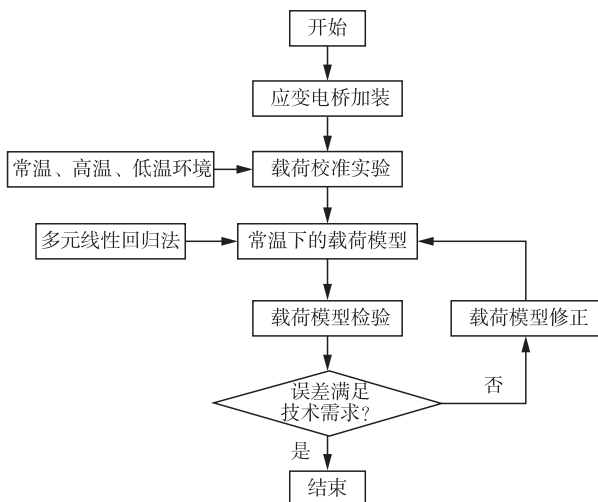 开始
应变电桥加装
常温、高温、低温环境
载荷校准实验
多元线性回归法
常温下的载荷模型
载荷模型检验
载荷模型修正
误差满足
技术需求?
否
是
结束